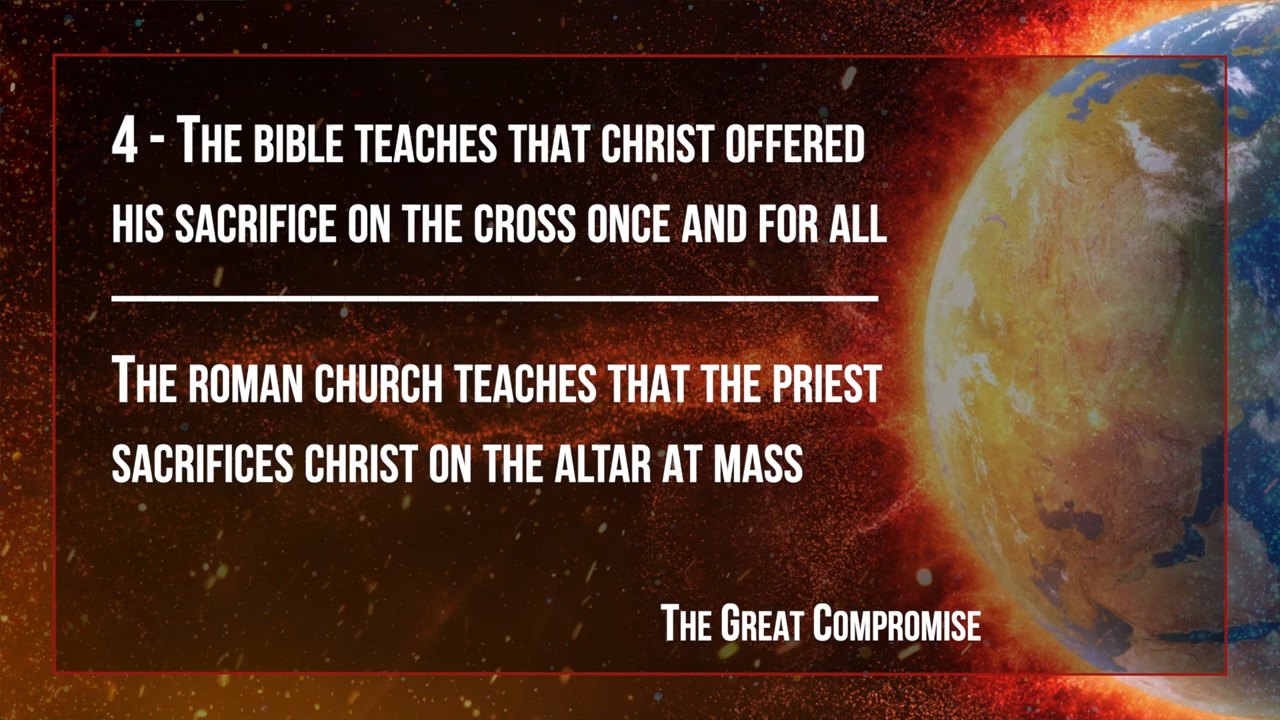 4 - The bible teaches that christ offered
his sacrifice on the cross once and for all
The roman church teaches that the priest
sacrifices christ on the altar at mass
The Great Compromise